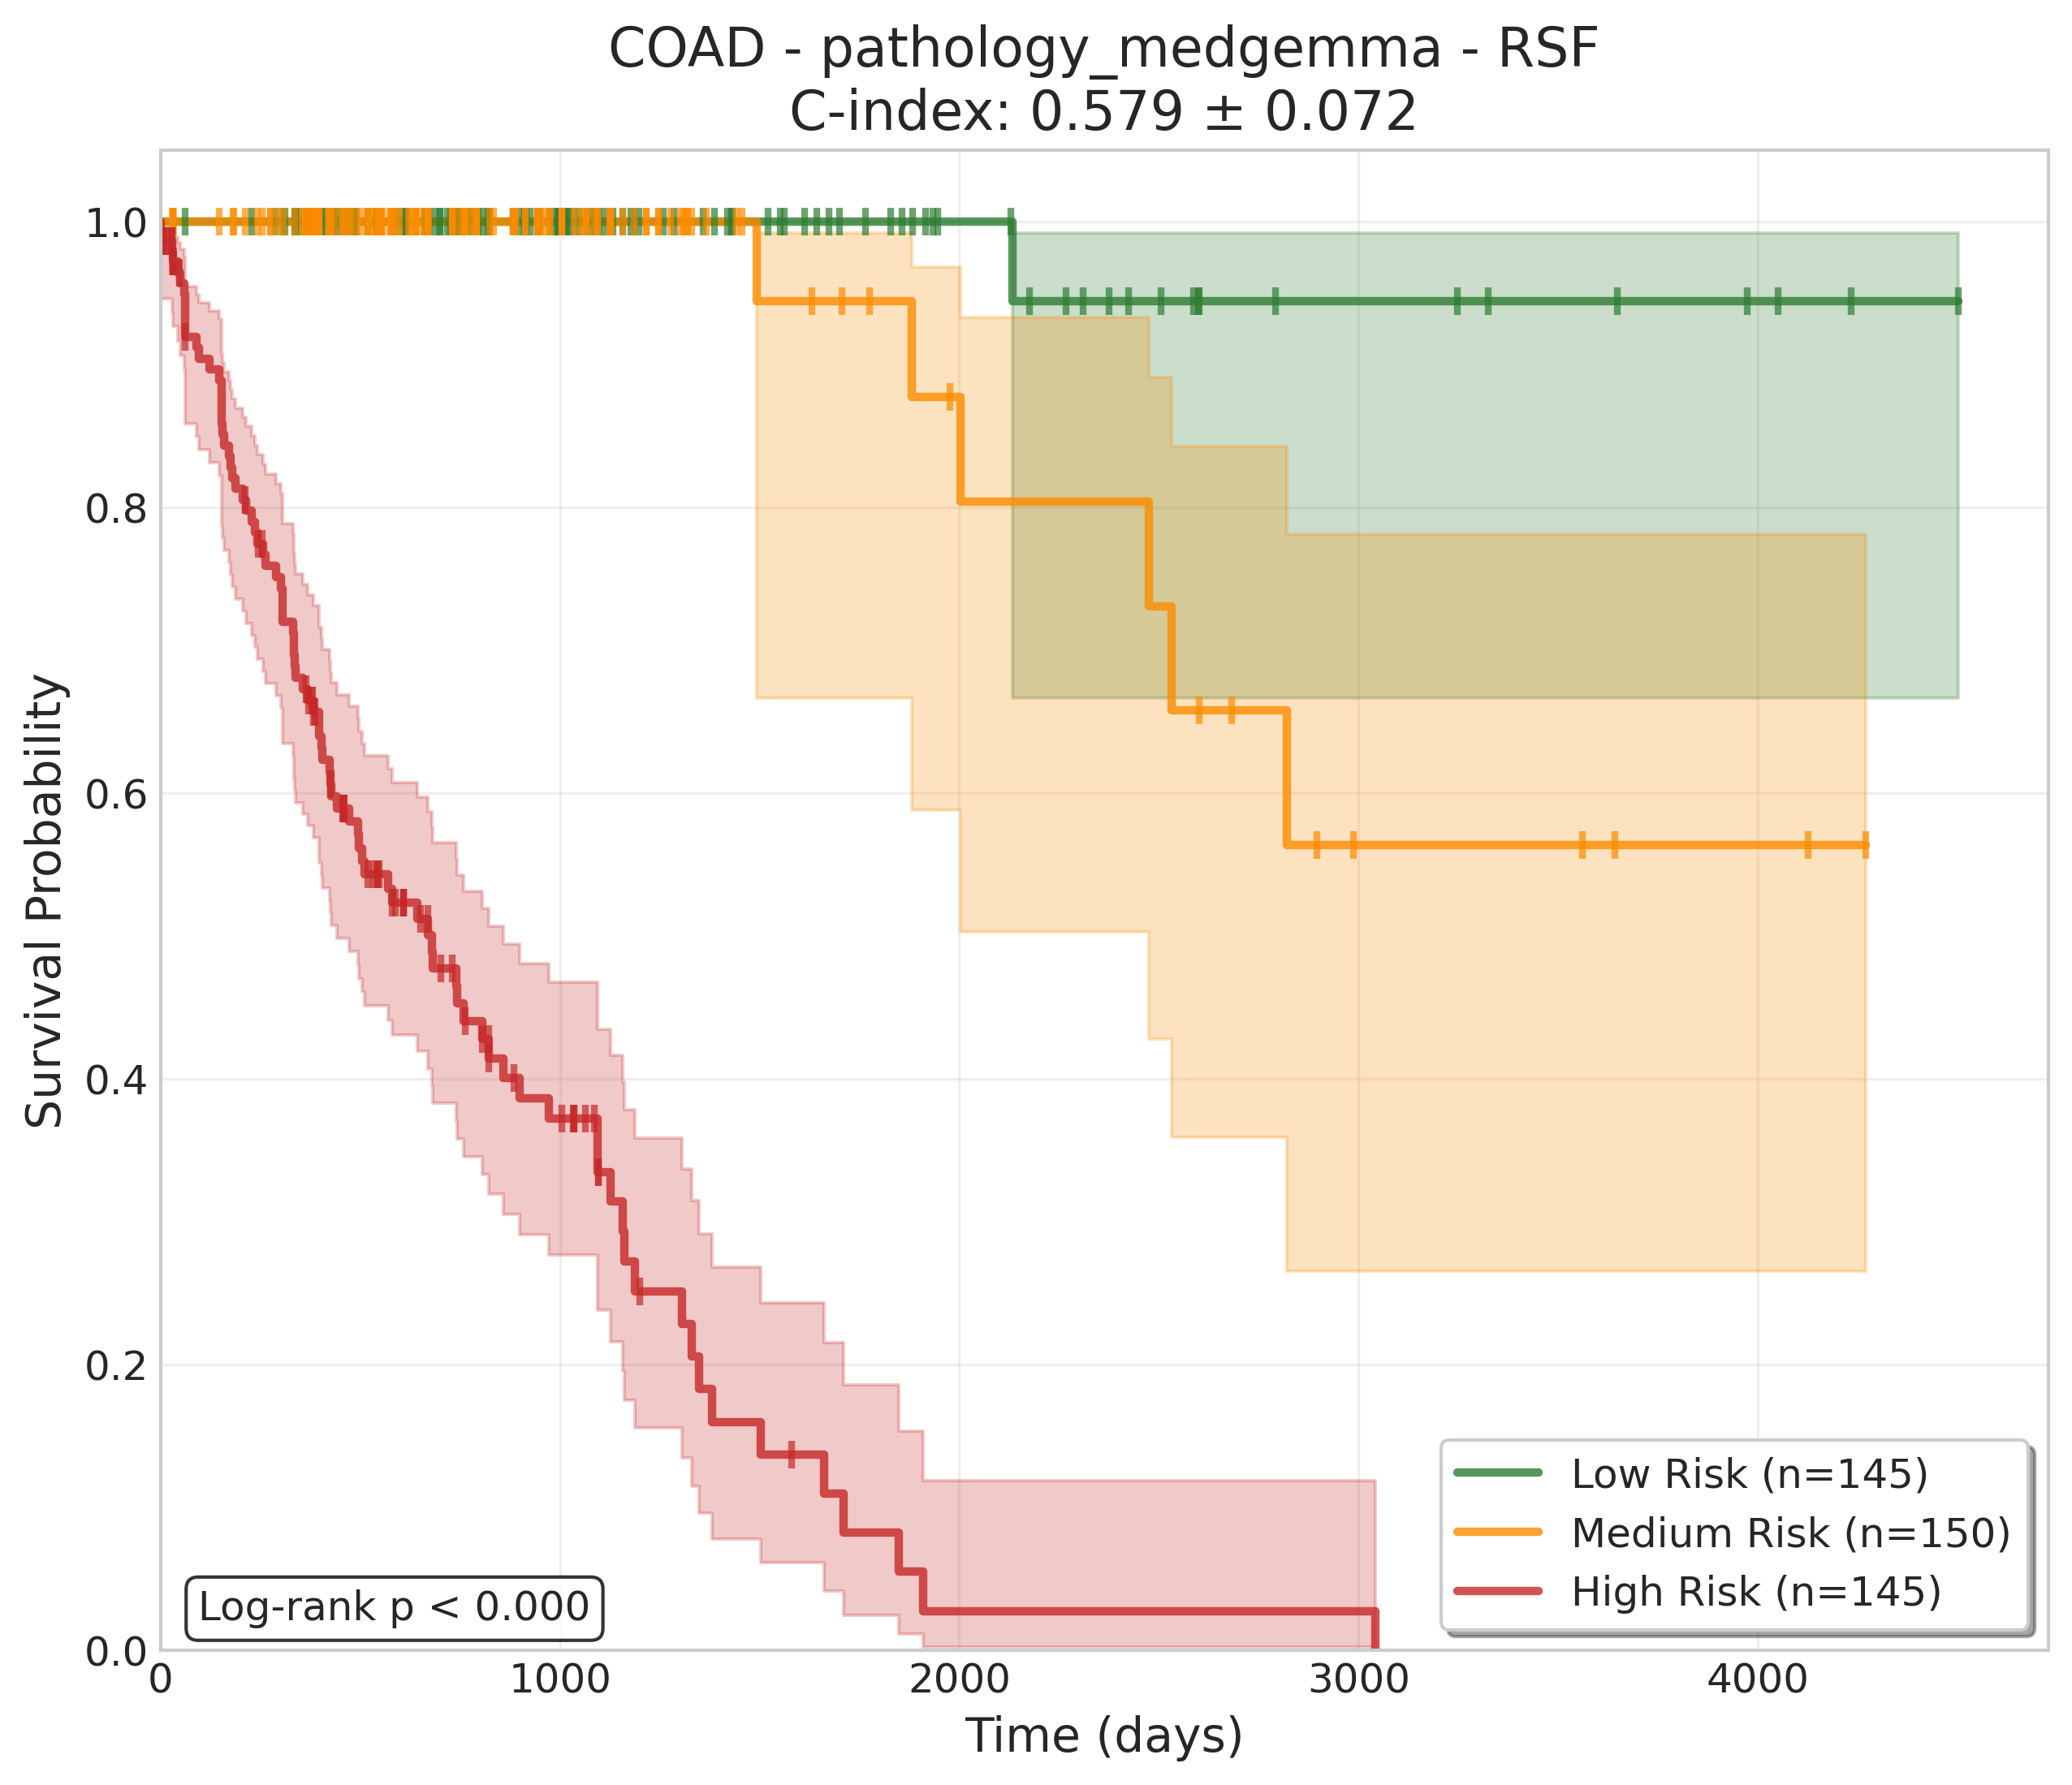 COAD - pathology_medgemma - RSF
C-index: 0.579 ± 0.072
Survival Probability
1.0
0.8
0.6
0.4
0.2
0.0
0 1000 2000 3000 4000
Time (days)
Log-rank p < 0.000
Low Risk (n=145)
Medium Risk (n=150)
High Risk (n=145)